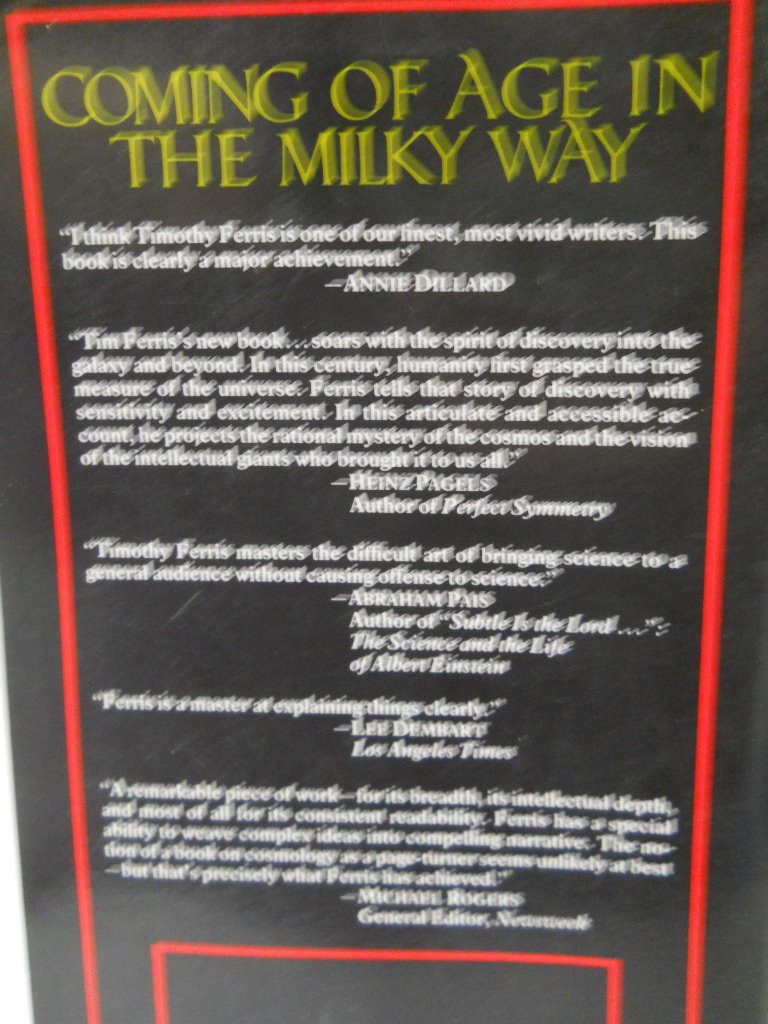 COMING OF AGE IN
THE MILKY WAY
“I think Timothy Ferris is one of our finest, most vivid writers. This
book is clearly a major achievement.”
—ANNIE DILLARD
“Tim Ferris's new book...soars with the spirit of discovery into the
galaxy and beyond. In this century, humanity first grasped the true
measure of the universe. Ferris tells that story of discovery with
sensitivity and excitement. In this articulate and accessible ac-
count, he projects the rational mystery of the cosmos and the vision
of the intellectual giants who brought it to us all.”
—HEINZ PAGELS
Author of Perfect Symmetry
“Timothy Ferris masters the difficult art of bringing science to a
general audience without causing offense to science.”
—ABRAHAM PAIS
Author of “Subtle Is the Lord ...”:
The Science and the Life
of Albert Einstein
“Ferris is a master at explaining things clearly.”
—LEE DEMBART
Los Angeles Times
“A remarkable piece of work—for its breadth, its intellectual depth,
and most of all for its consistent readability. Ferris has a special
ability to weave complex ideas into compelling narrative. The no-
tion of a book on cosmology as a page-turner seems unlikely at best
—but that's precisely what Ferris has achieved.”
—MICHAEL ROGERS
General Editor, Newsweek